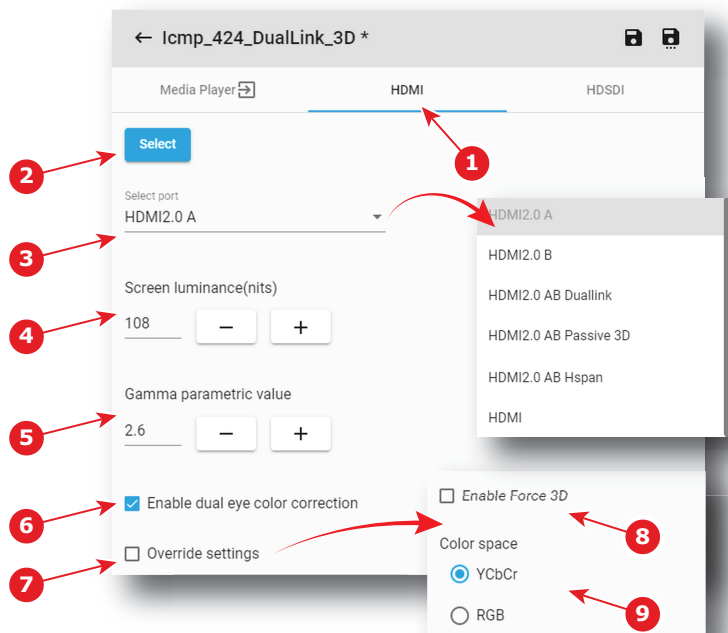 Icmp_424_DualLink_3D *
Media Player HDMI HDSDI
1
Select
2
Select port
HDMI2.0 A
3
HDMI2.0 A
HDMI2.0 B
HDMI2.0 AB Duallink
HDMI2.0 AB Passive 3D
HDMI2.0 AB Hspan
HDMI
Screen luminance(nits)
108 − +
4
Gamma parametric value
2.6 − +
5
Enable dual eye color correction
6
Override settings
7
Enable Force 3D
8
Color space
YCbCr
9
RGB